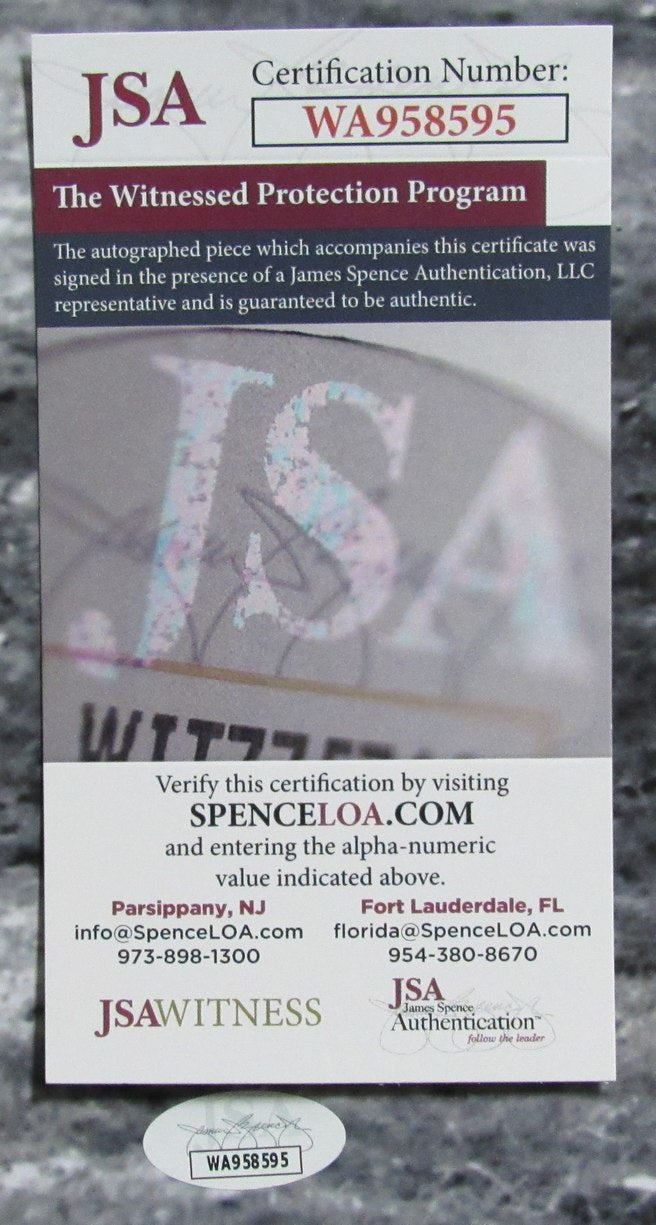 JSA
Certification Number:
WA958595
The Witnessed Protection Program
The autographed piece which accompanies this certificate was
signed in the presence of a James Spence Authentication, LLC
representative and is guaranteed to be authentic.
JSA
Verify this certification by visiting
SPENCELOA.COM
and entering the alpha-numeric
value indicated above.
Parsippany, NJ
info@SpenceLOA.com
973-898-1300
Fort Lauderdale, FL
florida@SpenceLOA.com
954-380-8670
JSAWITNESS
JSA
James Spence
Authentication™
follow the leader
JSA
WA958595